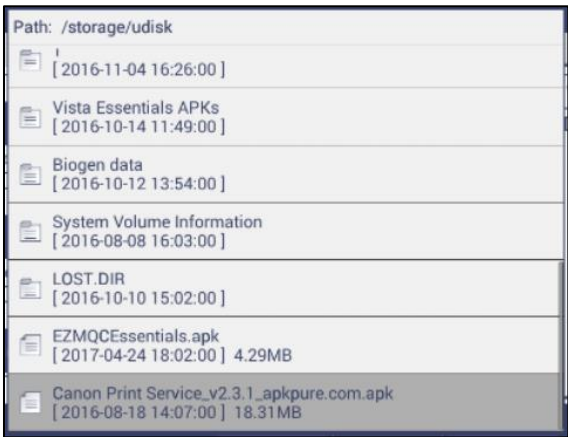 Path: /storage/udisk
[ 2016-11-04 16:26:00 ]
Vista Essentials APKs
[ 2016-10-14 11:49:00 ]
Biogen data
[ 2016-10-12 13:54:00 ]
System Volume Information
[ 2016-08-08 16:03:00 ]
LOST.DIR
[ 2016-10-10 15:02:00 ]
EZMQCEssentials.apk
[ 2017-04-24 18:02:00 ] 4.29MB
Canon Print Service_v2.3.1_apkpure.com.apk
[ 2016-08-18 14:07:00 ] 18.31MB